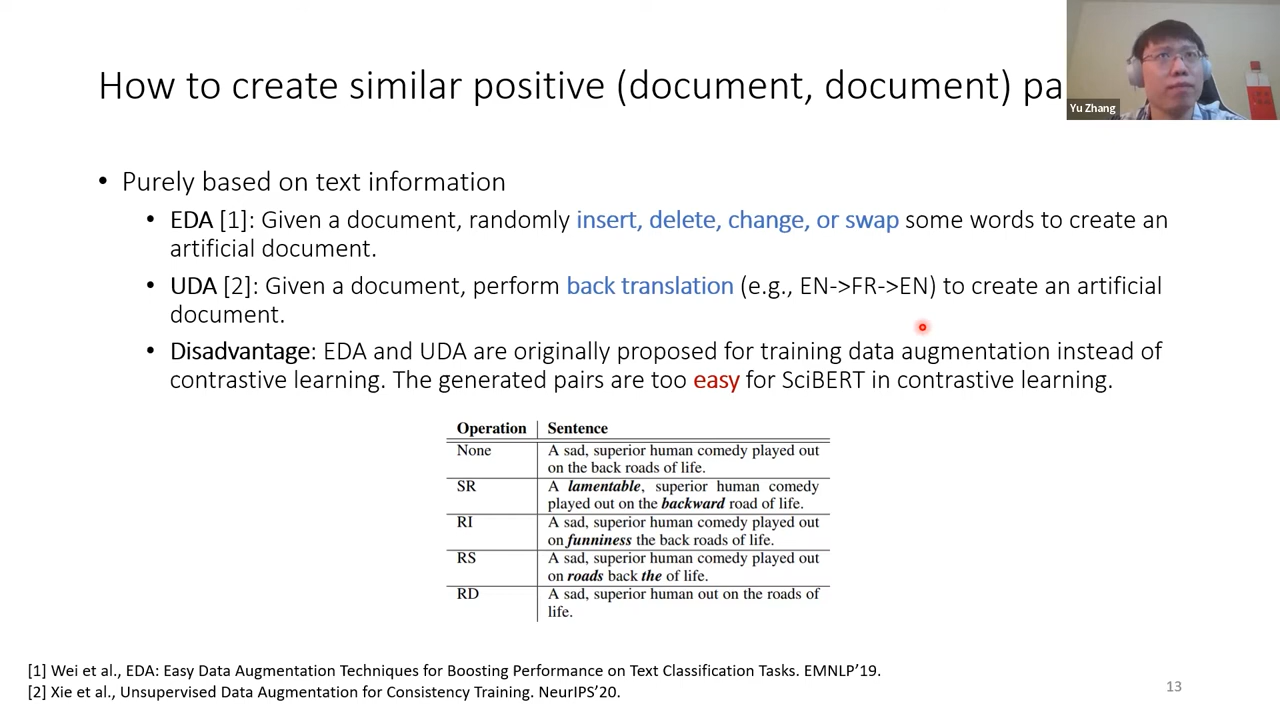 How to create similar positive (document, document) pa
Yu Zhang
• Purely based on text information
• EDA [1]: Given a document, randomly insert, delete, change, or swap some words to create an
artificial document.
• UDA [2]: Given a document, perform back translation (e.g., EN->FR->EN) to create an artificial
document.
• Disadvantage: EDA and UDA are originally proposed for training data augmentation instead of
contrastive learning. The generated pairs are too easy for SciBERT in contrastive learning.
Operation Sentence
None A sad, superior human comedy played out
on the back roads of life.
SR A lamentable, superior human comedy
played out on the backward road of life.
RI A sad, superior human comedy played out
on funniness the back roads of life.
RS A sad, superior human comedy played out
on roads back the of life.
RD A sad, superior human out on the roads of
life.
[1] Wei et al., EDA: Easy Data Augmentation Techniques for Boosting Performance on Text Classification Tasks. EMNLP’19.
[2] Xie et al., Unsupervised Data Augmentation for Consistency Training. NeurIPS’20.
13